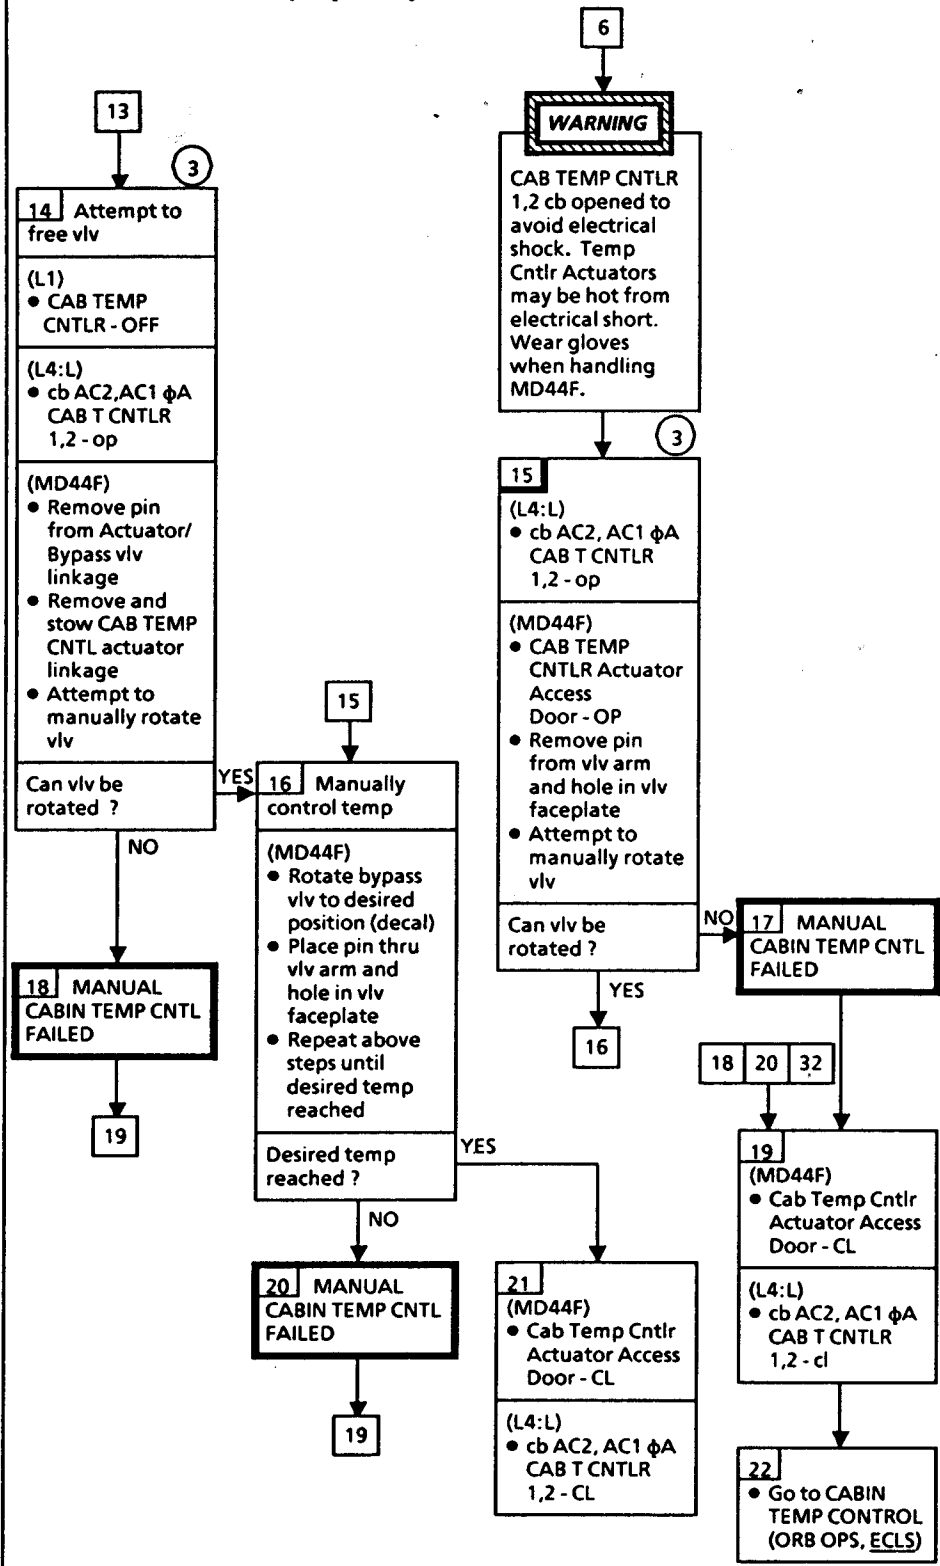 6
WARNING
CAB TEMP CNTLR
1,2 cb opened to
avoid electrical
shock. Temp
Cntlr Actuators
may be hot from
electrical short.
Wear gloves
when handling
MD44F.
13
3
14 Attempt to
free vlv
(L1)
● CAB TEMP
CNTLR - OFF
(L4:L)
● cb AC2,AC1 ϕA
CAB T CNTLR
1,2 - op
(MD44F)
● Remove pin
from Actuator/
Bypass vlv
linkage
● Remove and
stow CAB TEMP
CNTL actuator
linkage
● Attempt to
manually rotate
vlv
Can vlv be
rotated ?
YES
NO
18 MANUAL
CABIN TEMP CNTL
FAILED
19
15
16 Manually
control temp
(MD44F)
● Rotate bypass
vlv to desired
position (decal)
● Place pin thru
vlv arm and
hole in vlv
faceplate
● Repeat above
steps until
desired temp
reached
Desired temp
reached ?
YES
NO
20 MANUAL
CABIN TEMP CNTL
FAILED
19
3
15
(L4:L)
● cb AC2, AC1 ϕA
CAB T CNTLR
1,2 - op
(MD44F)
● CAB TEMP
CNTLR Actuator
Access
Door - OP
● Remove pin
from vlv arm
and hole in vlv
faceplate
● Attempt to
manually rotate
vlv
Can vlv be
rotated ?
NO
YES
16
17 MANUAL
CABIN TEMP CNTL
FAILED
18 20 32
19
(MD44F)
● Cab Temp Cntlr
Actuator Access
Door - CL
(L4:L)
● cb AC2, AC1 ϕA
CAB T CNTLR
1,2 - cl
21
(MD44F)
● Cab Temp Cntlr
Actuator Access
Door - CL
(L4:L)
● cb AC2, AC1 ϕA
CAB T CNTLR
1,2 - CL
22
● Go to CABIN
TEMP CONTROL
(ORB OPS, ECLS)